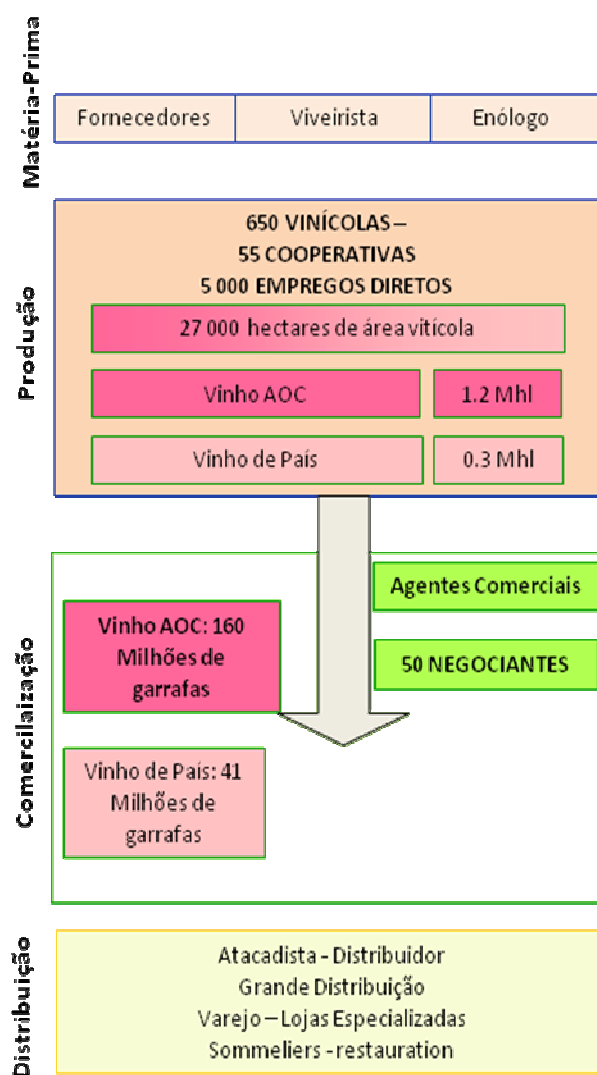 Matéria-Prima
Fornecedores
Viveirista
Enólogo
Produção
650 VINÍCOLAS –
55 COOPERATIVAS
5 000 EMPREGOS DIRETOS
27 000 hectares de área vitícola
Vinho AOC
1.2 Mhl
Vinho de País
0.3 Mhl
Comercilaização
Agentes Comerciais
Vinho AOC: 160
Milhões de
garrafas
50 NEGOCIANTES
Vinho de País: 41
Milhões de
garrafas
Distribuição
Atacadista - Distribuidor
Grande Distribuição
Varejo – Lojas Especializadas
Sommeliers - restauration